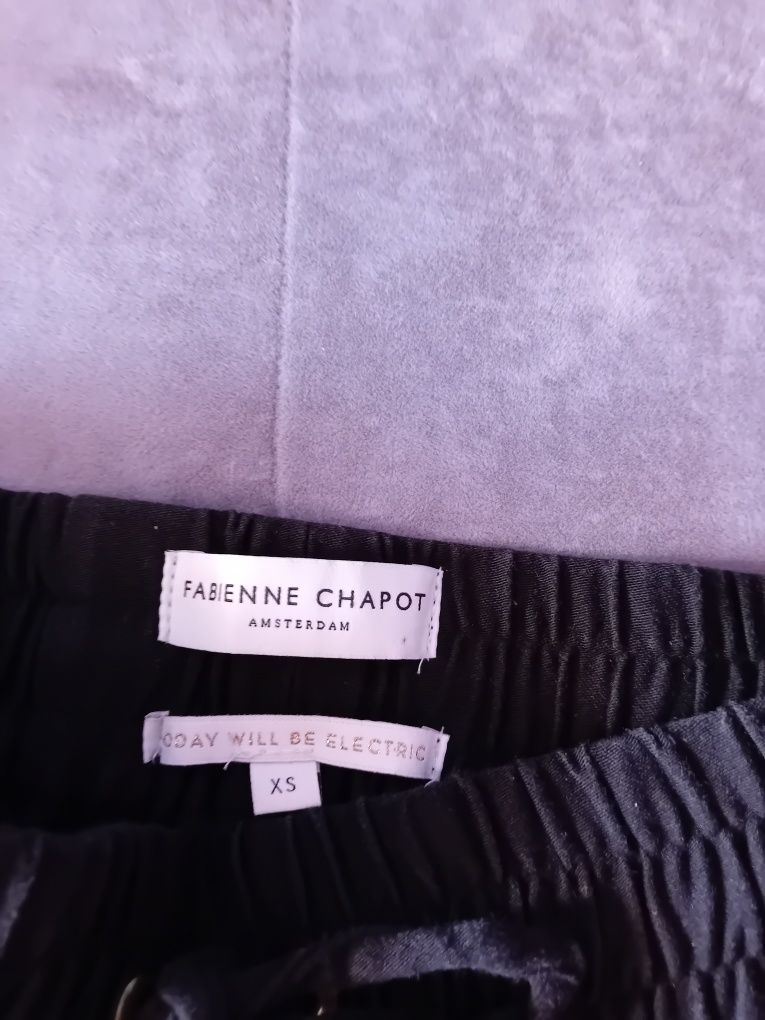 FABIENNE CHAPOT
AMSTERDAM
ODAY WILL BE ELECTRIC
XS